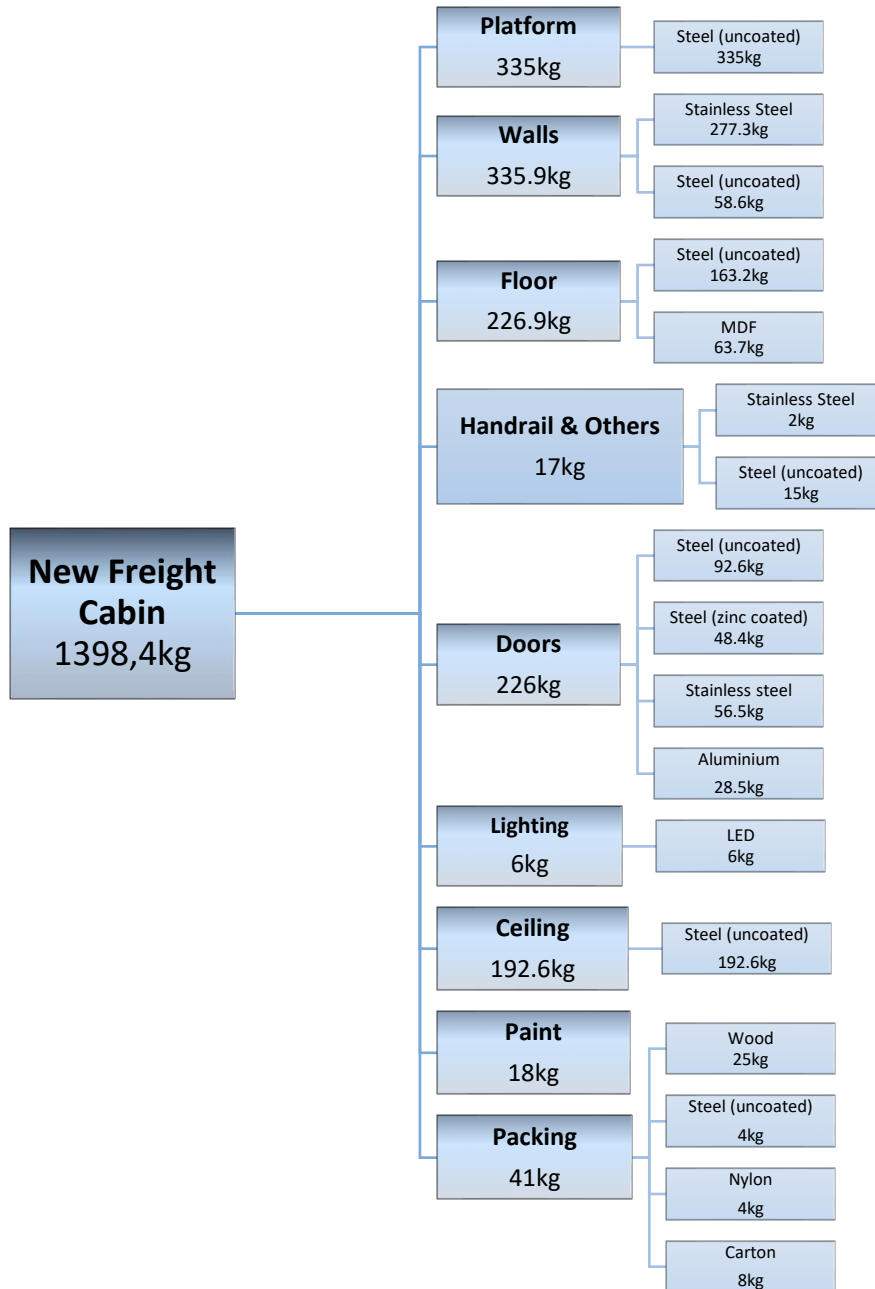 Platform
335kg
Steel (uncoated)
335kg
Walls
335.9kg
Stainless Steel
277.3kg
Steel (uncoated)
58.6kg
Floor
226.9kg
Steel (uncoated)
163.2kg
MDF
63.7kg
Handrail & Others
17kg
Stainless Steel
2kg
Steel (uncoated)
15kg
New Freight
Cabin
1398,4kg
Doors
226kg
Steel (uncoated)
92.6kg
Steel (zinc coated)
48.4kg
Stainless steel
56.5kg
Aluminium
28.5kg
Lighting
6kg
LED
6kg
Ceiling
192.6kg
Steel (uncoated)
192.6kg
Paint
18kg
Packing
41kg
Wood
25kg
Steel (uncoated)
4kg
Nylon
4kg
Carton
8kg